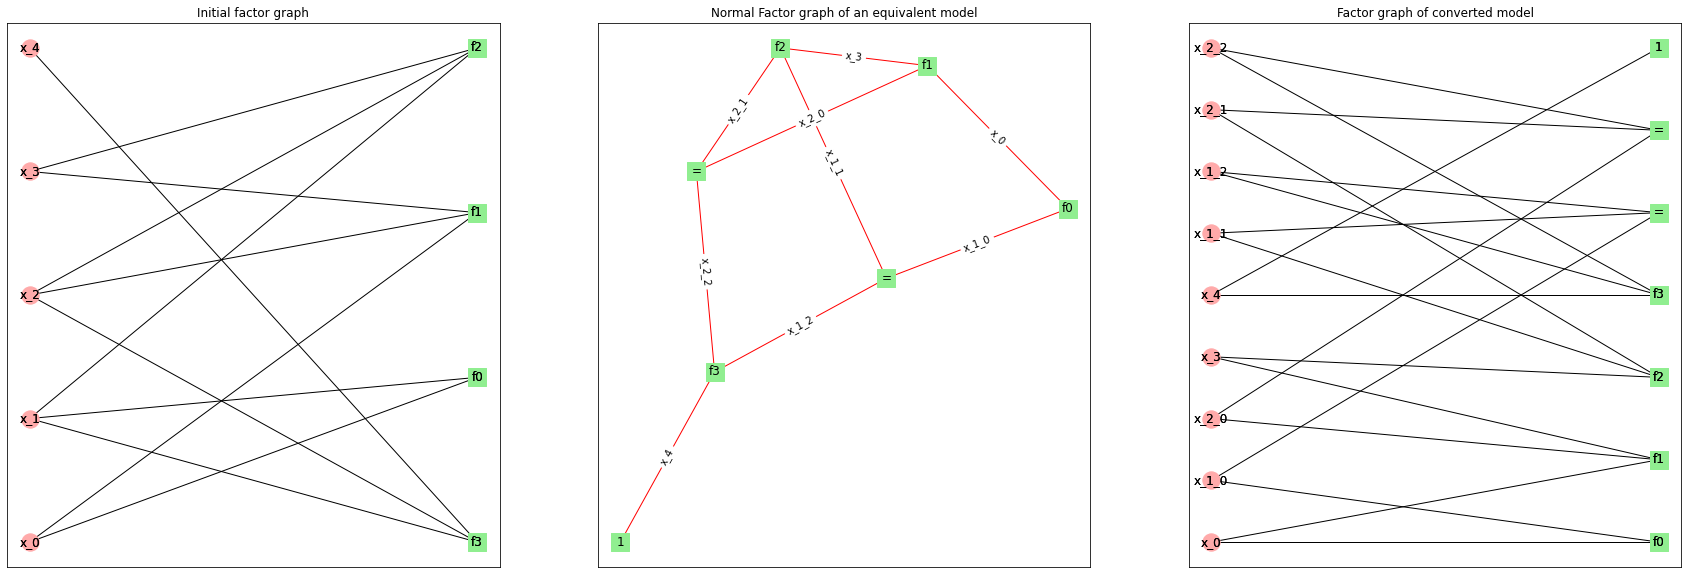 Initial factor graph
x_4
x_3
x_2
x_1
x_0
f2
f1
f0
f3
Normal Factor graph of an equivalent model
f2
x_3
f1
x_2_1
x_2_0
x_0
x_1_1
=
f0
x_1_0
x_2_2
=
x_1_2
f3
x_4
1
Factor graph of converted model
x_2_2
x_2_1
x_1_2
x_1_1
x_4
x_3
x_2_0
x_1_0
x_0
1
=
=
f3
f2
f1
f0